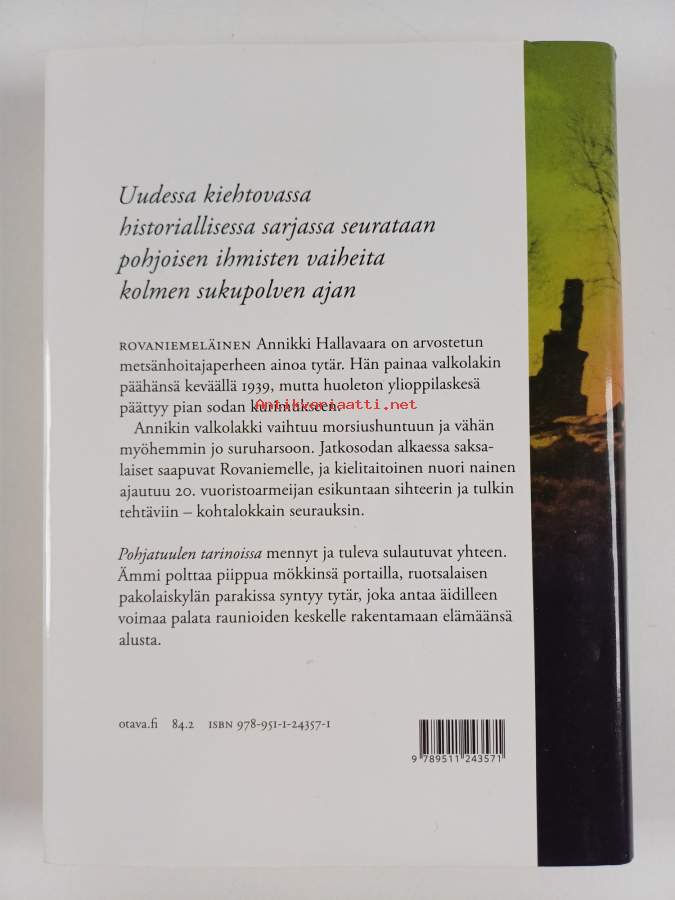 Uudessa kiehtovassa
historiallisessa sarjassa seurataan
pohjoisen ihmisten vaiheita
kolmen sukupolven ajan
ROVANIEMELÄINEN Annikki Hallavaara on arvostetun
metsänhoitajaperheen ainoa tytär. Hän painaa valkolakin
päähänsä keväällä 1939, mutta huoleton ylioppilaskesä
päättyy pian sodan kurimukseen.
Antikvariaatti.net
Annikin valkolakki vaihtuu morsiushuntuun ja vähän
myöhemmin jo suruharsoon. Jatkosodan alkaessa saksa-
laiset saapuvat Rovaniemelle, ja kielitaitoinen nuori nainen
ajautuu 20. vuoristoarmeijan esikuntaan sihteerin ja tulkin
tehtäviin – kohtalokkain seurauksin.
Pohjatuulen tarinoissa mennyt ja tuleva sulautuvat yhteen.
Ämmi polttaa piippua mökkinsä portailla, ruotsalaisen
pakolaiskylän parakissa syntyy tytär, joka antaa äidilleen
voimaa palata raunioiden keskelle rakentamaan elämäänsä
alusta.
otava.fi 84.2 ISBN 978-951-1-24357-1
9 789511 243571